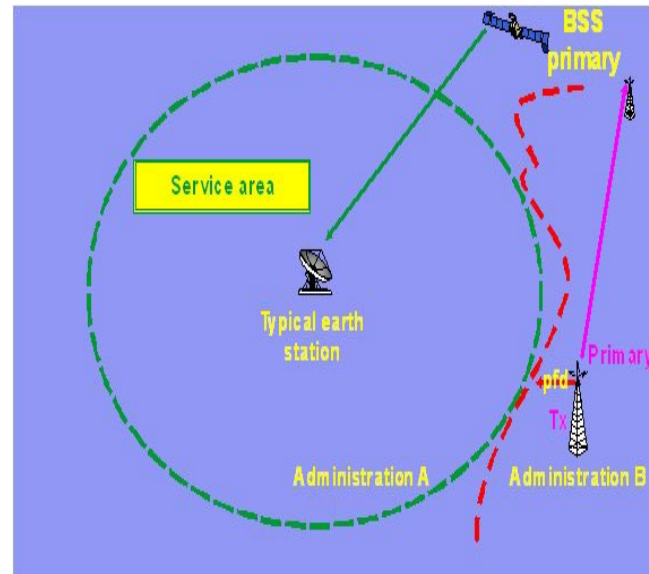 BSS
primary
Service area
Typical earth
station
Primary
pfd
Tx
Administration A
Administration B